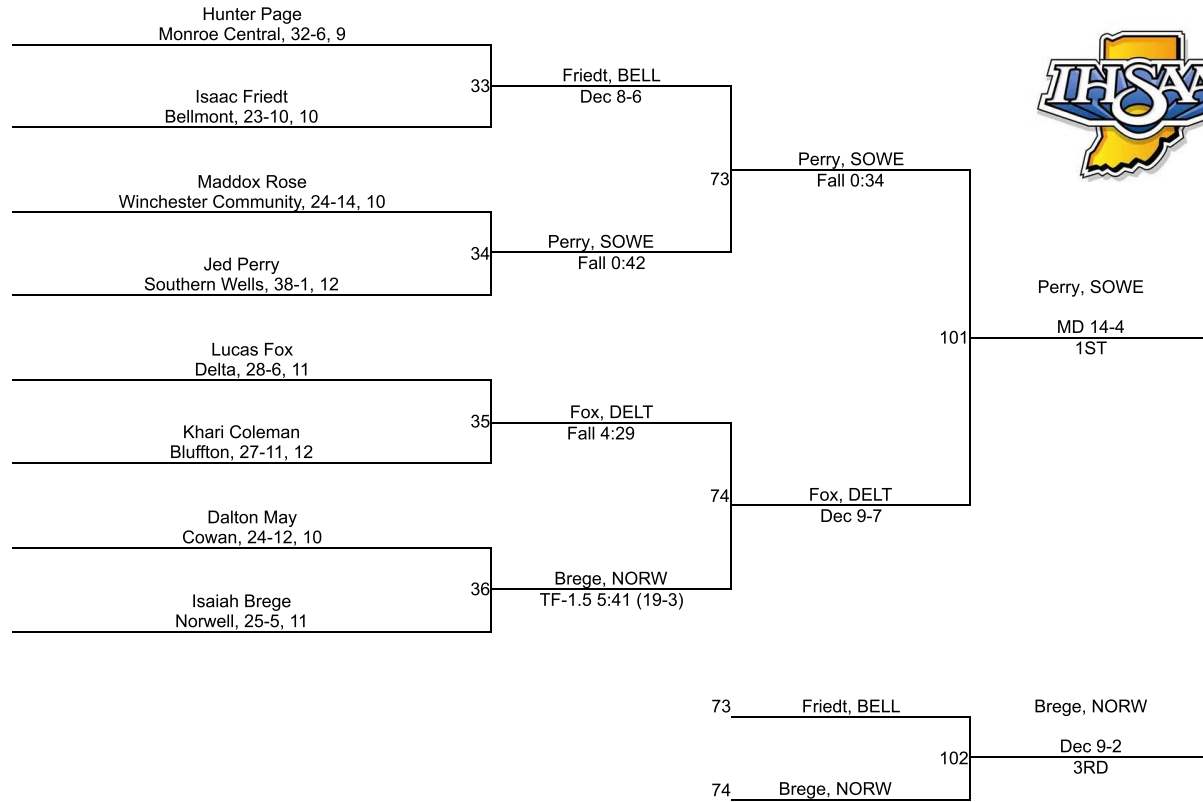 Hunter Page
Monroe Central, 32-6, 9
33
Isaac Friedt
Bellmont, 23-10, 10
Friedt, BELL
Dec 8-6
73
Maddox Rose
Winchester Community, 24-14, 10
34
Jed Perry
Southern Wells, 38-1, 12
Perry, SOWE
Fall 0:42
Perry, SOWE
Fall 0:34
101
Lucas Fox
Delta, 28-6, 11
35
Khari Coleman
Bluffton, 27-11, 12
Fox, DELT
Fall 4:29
74
Dalton May
Cowan, 24-12, 10
36
Isaiah Brege
Norwell, 25-5, 11
Brege, NORW
TF-1.5 5:41 (19-3)
Fox, DELT
Dec 9-7
IHSAA
Perry, SOWE
MD 14-4
1ST
73
Friedt, BELL
102
74
Brege, NORW
Brege, NORW
Dec 9-2
3RD